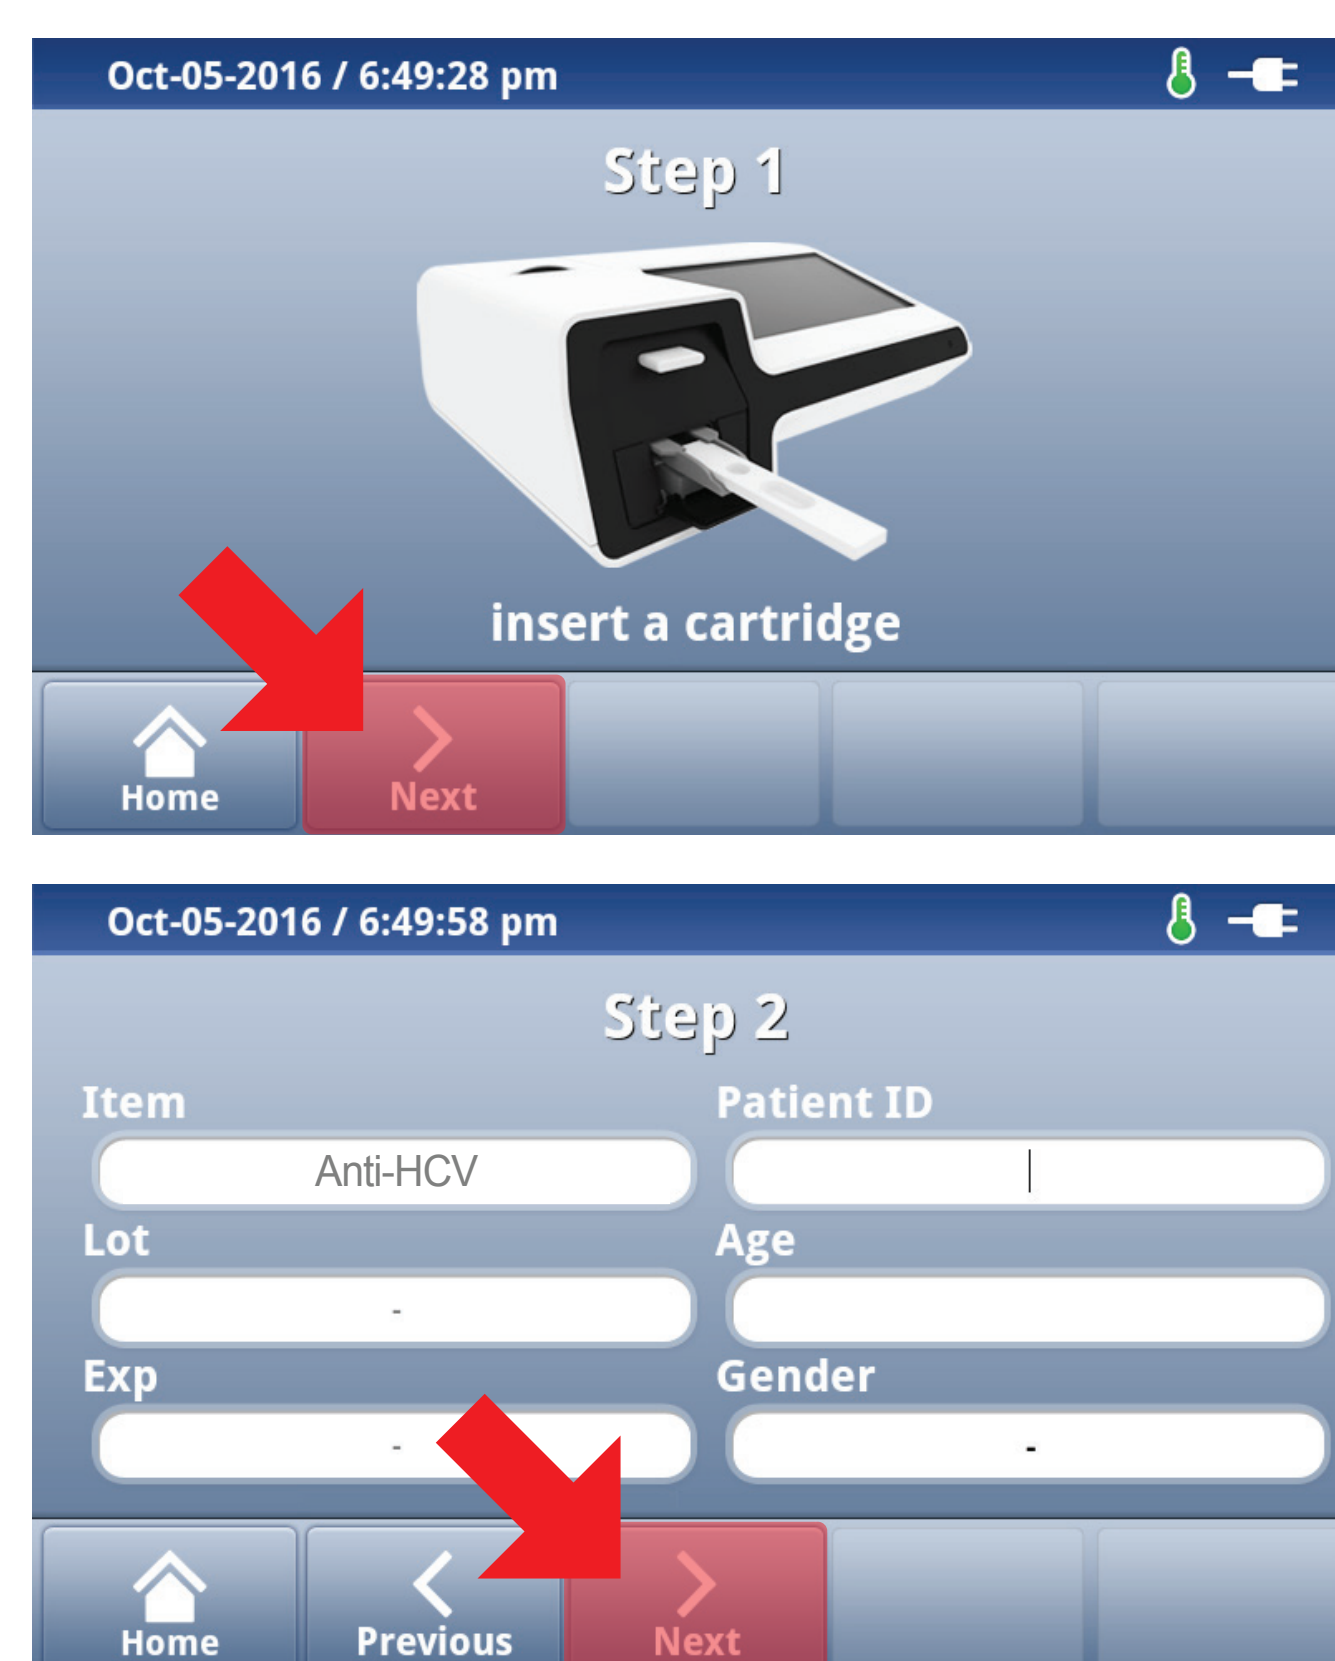 Oct-05-2016 / 6:49:28 pm
Step 1
insert a cartridge
Home Next
Oct-05-2016 / 6:49:58 pm
Step 2
Item Patient ID
Anti-HCV
Lot Age
-
Exp Gender
- -
Home Previous Next